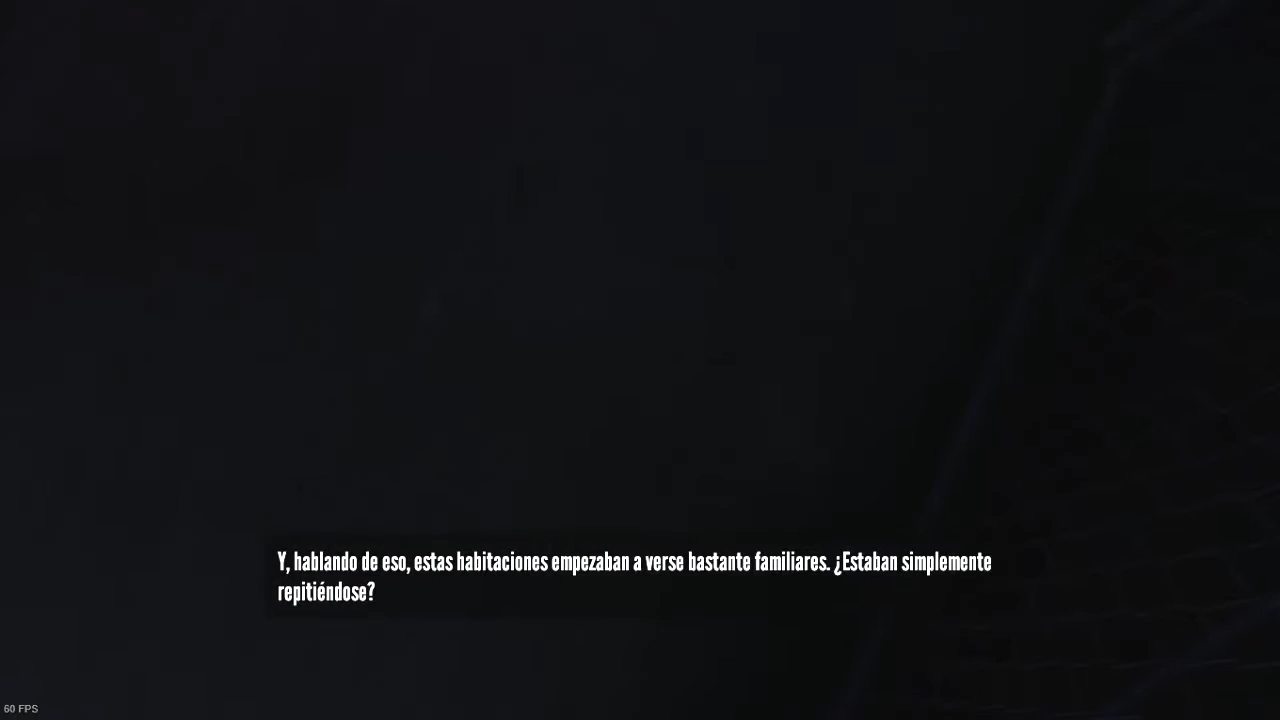 Y, hablando de eso, estas habitaciones empezaban a verse bastante familiares. ¿Estaban simplemente
repitiéndose?
60 FPS